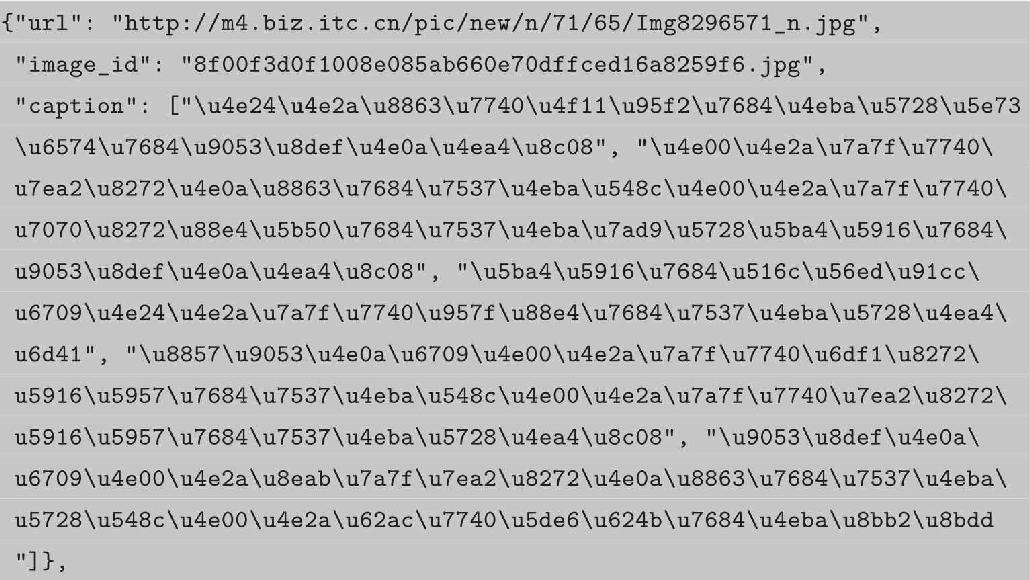 {"url": "http://m4.biz.itc.cn/pic/new/n/71/65/Img8296571_n.jpg",
"image_id": "8f00f3d0f1008e085ab660e70dffced16a8259f6.jpg",
"caption": ["\u4e24\u4e2a\u8863\u7740\u4f11\u95f2\u7684\u4eba\u5728\u5e73
\u6574\u7684\u9053\u8def\u4e0a\u4ea4\u8c08", "\u4e00\u4e2a\u7a7f\u7740\
u7ea2\u8272\u4e0a\u8863\u7684\u7537\u4eba\u548c\u4e00\u4e2a\u7a7f\u7740\
u7070\u8272\u88e4\u5b50\u7684\u7537\u4eba\u7ad9\u5728\u5ba4\u5916\u7684\
u9053\u8def\u4e0a\u4ea4\u8c08", "\u5ba4\u5916\u7684\u516c\u56ed\u91cc\
u6709\u4e24\u4e2a\u7a7f\u7740\u957f\u88e4\u7684\u7537\u4eba\u5728\u4ea4\
u6d41", "\u8857\u9053\u4e0a\u6709\u4e00\u4e2a\u7a7f\u7740\u6df1\u8272\
u5916\u5957\u7684\u7537\u4eba\u548c\u4e00\u4e2a\u7a7f\u7740\u7ea2\u8272\
u5916\u5957\u7684\u7537\u4eba\u5728\u4ea4\u8c08", "\u9053\u8def\u4e0a\
u6709\u4e00\u4e2a\u8eab\u7a7f\u7ea2\u8272\u4e0a\u8863\u7684\u7537\u4eba\
u5728\u548c\u4e00\u4e2a\u62ac\u7740\u5de6\u624b\u7684\u4eba\u8bb2\u8bdd
"]},